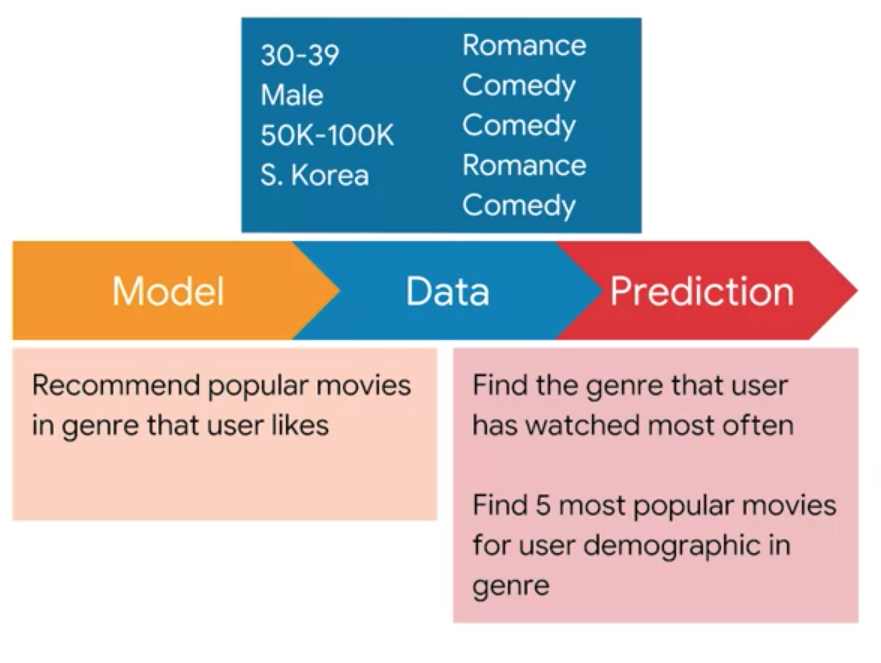 30-39
Male
50K-100K
S. Korea
Romance
Comedy
Comedy
Romance
Comedy
Model
Data
Prediction
Recommend popular movies
in genre that user likes
Find the genre that user
has watched most often
Find 5 most popular movies
for user demographic in
genre